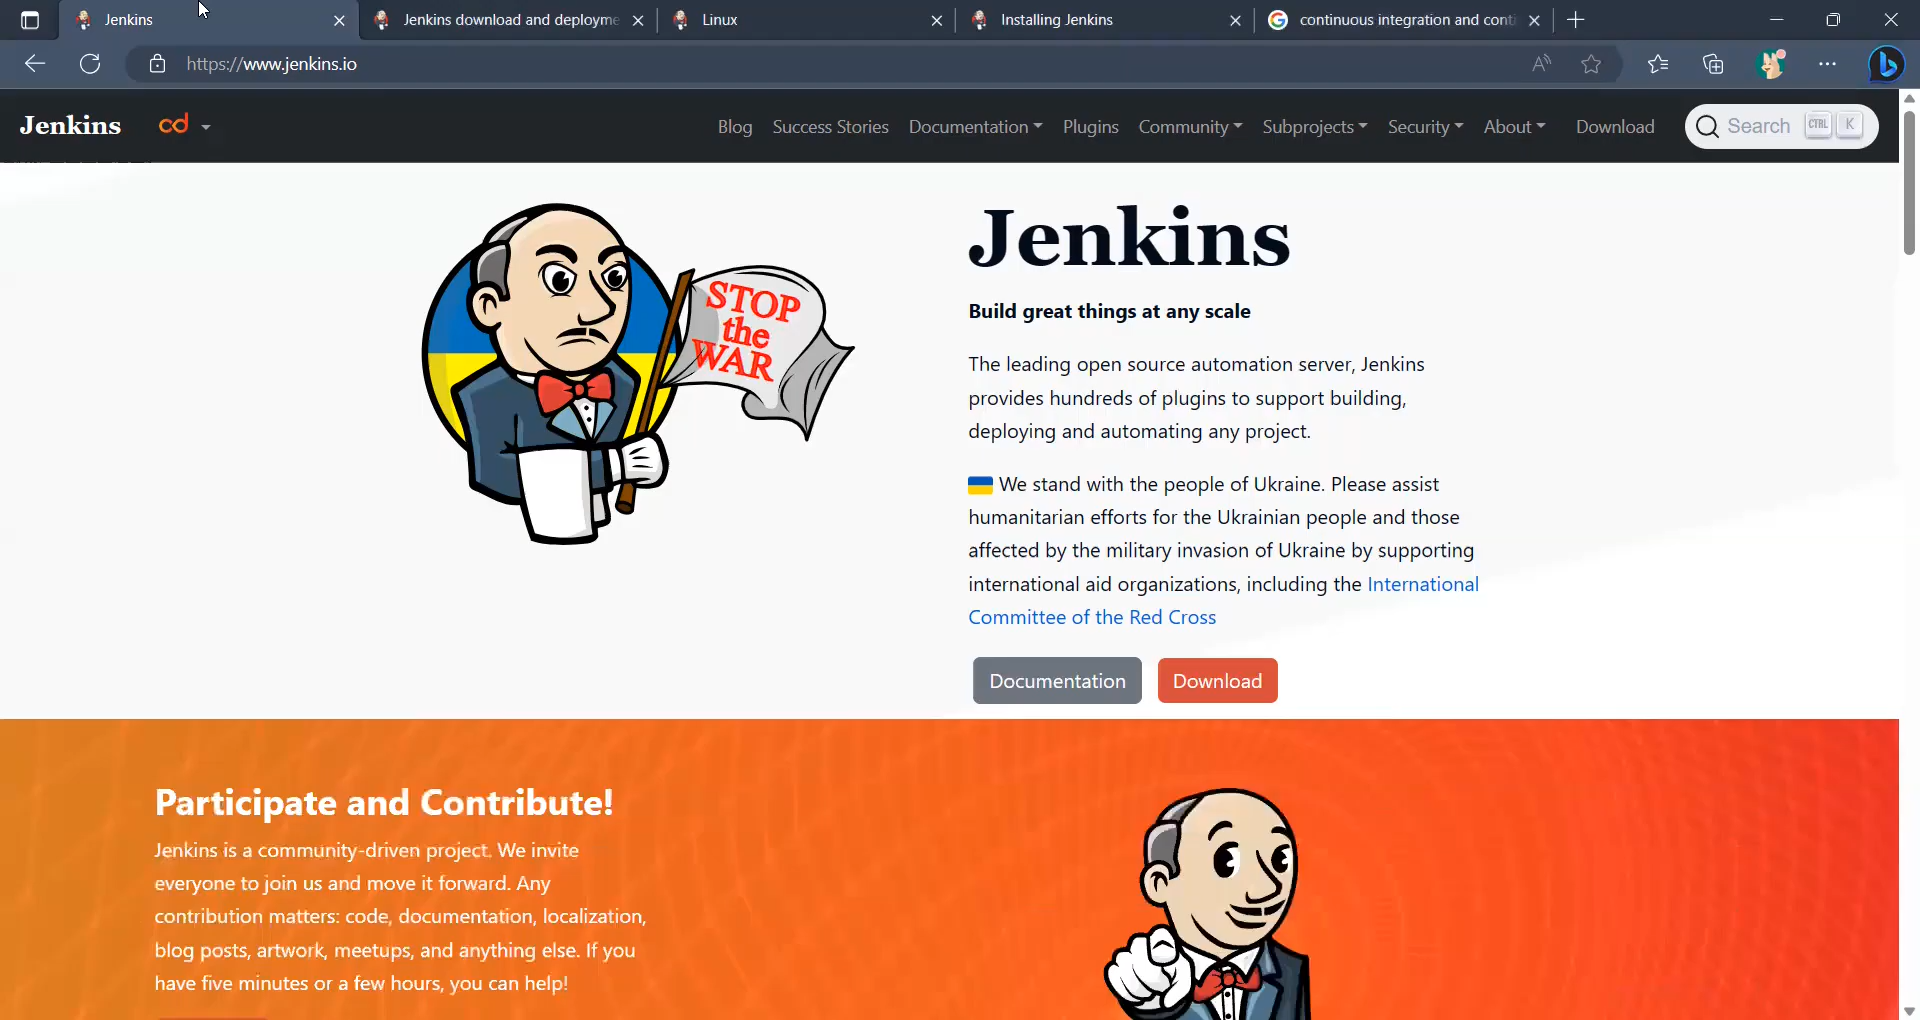 Jenkins
Jenkins download and deployme
Linux
Installing Jenkins
continuous integration and conti
https://www.jenkins.io
Jenkins
cd
Blog
Success Stories
Documentation
Plugins
Community
Subprojects
Security
About
Download
Search
CTRL
K
STOP
the
WAR
Jenkins
Build great things at any scale
The leading open source automation server, Jenkins
provides hundreds of plugins to support building,
deploying and automating any project.
We stand with the people of Ukraine. Please assist
humanitarian efforts for the Ukrainian people and those
affected by the military invasion of Ukraine by supporting
international aid organizations, including the International
Committee of the Red Cross
Documentation
Download
Participate and Contribute!
Jenkins is a community-driven project. We invite
everyone to join us and move it forward. Any
contribution matters: code, documentation, localization,
blog posts, artwork, meetups, and anything else. If you
have five minutes or a few hours, you can help!